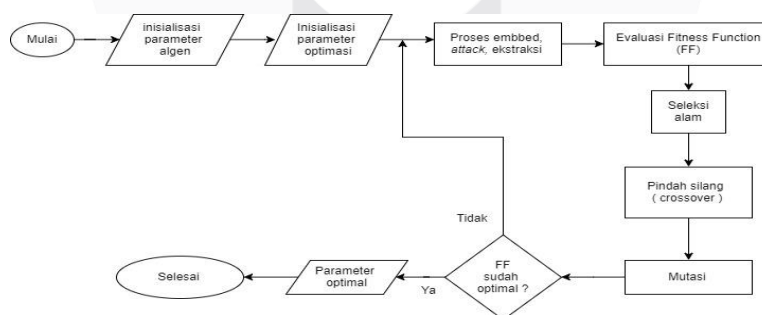 Mulai
inisialisasi
parameter
algen
Inisialisasi
parameter
optimasi
Proses embbed,
attack, ekstraksi
Evaluasi Fitness Function
(FF)
Seleksi
alam
Pindah silang
( crossover )
Mutasi
FF
sudah
optimal ?
Tidak
Ya
Parameter
optimal
Selesai